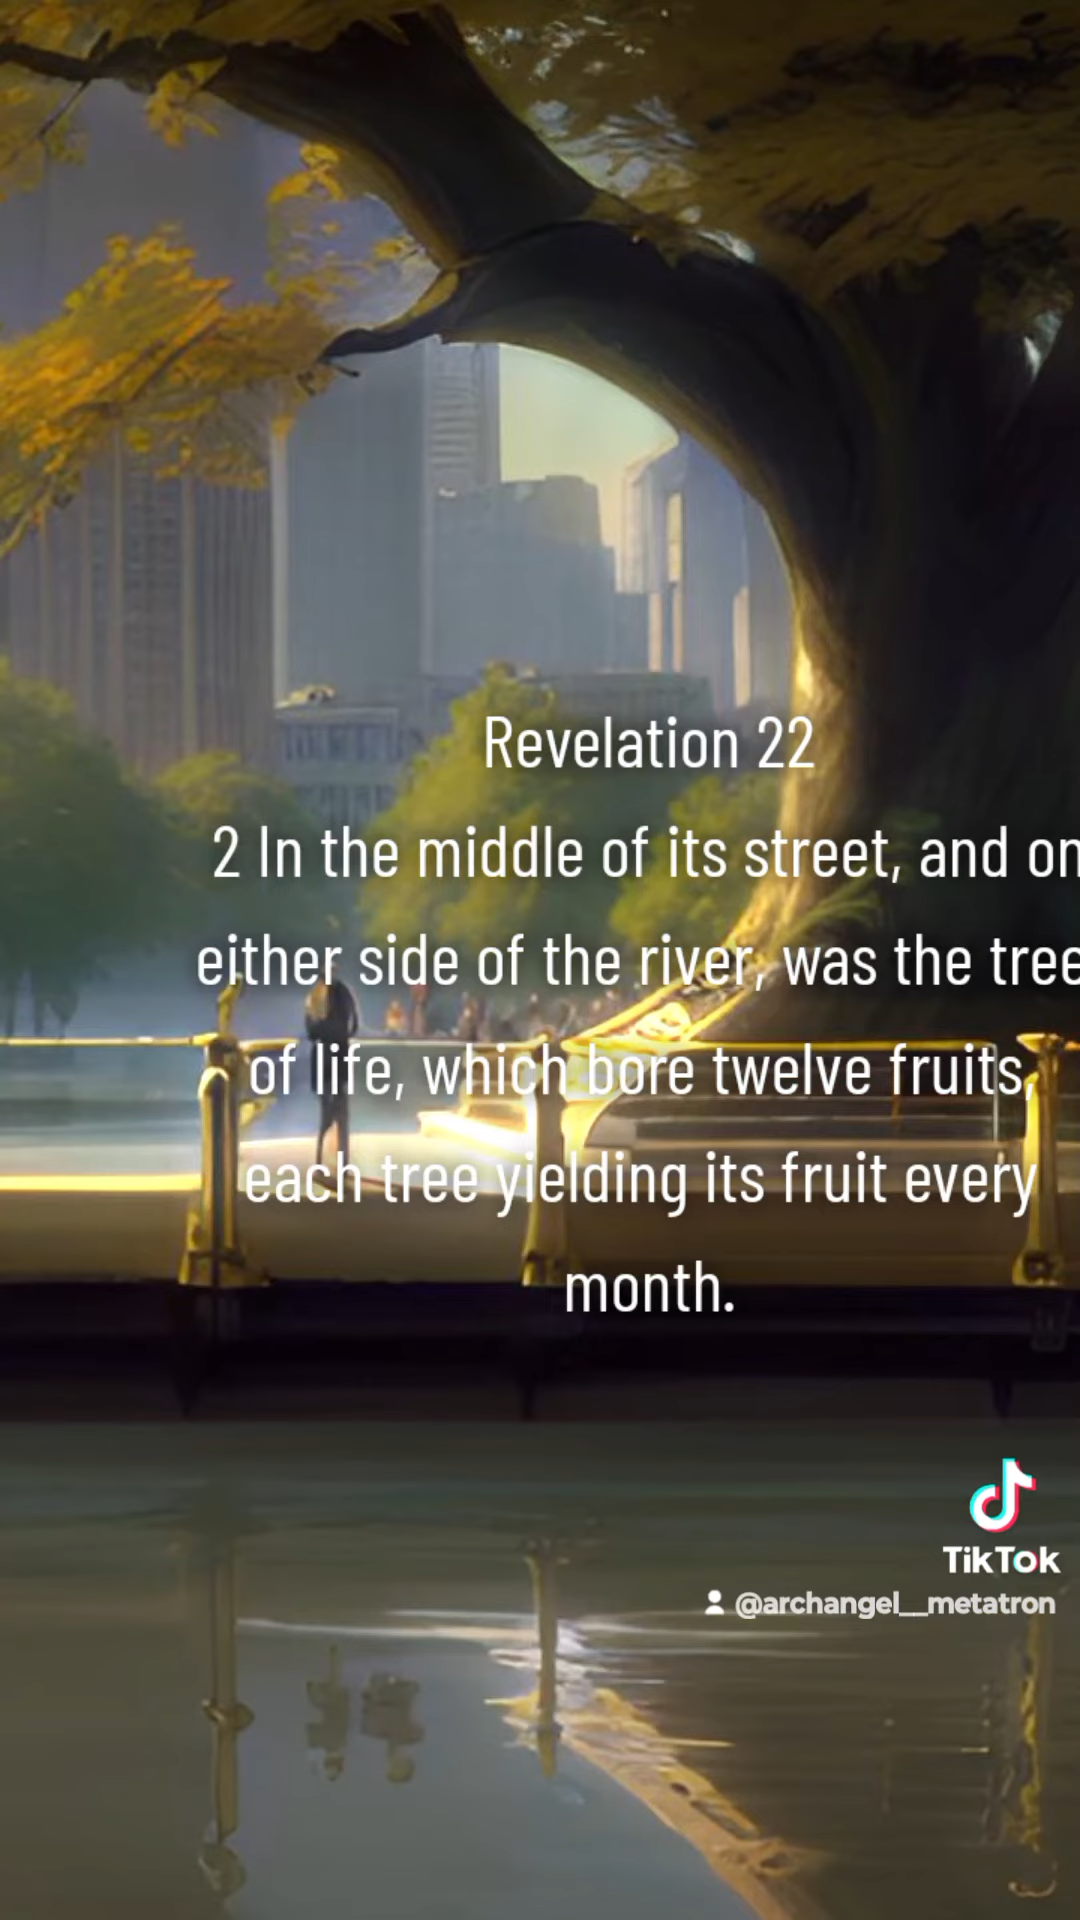 Revelation 22
2 In the middle of its street, and on
either side of the river, was the tree
of life, which bore twelve fruits,
each tree yielding its fruit every
month.
TikTok
@archangel__metatron